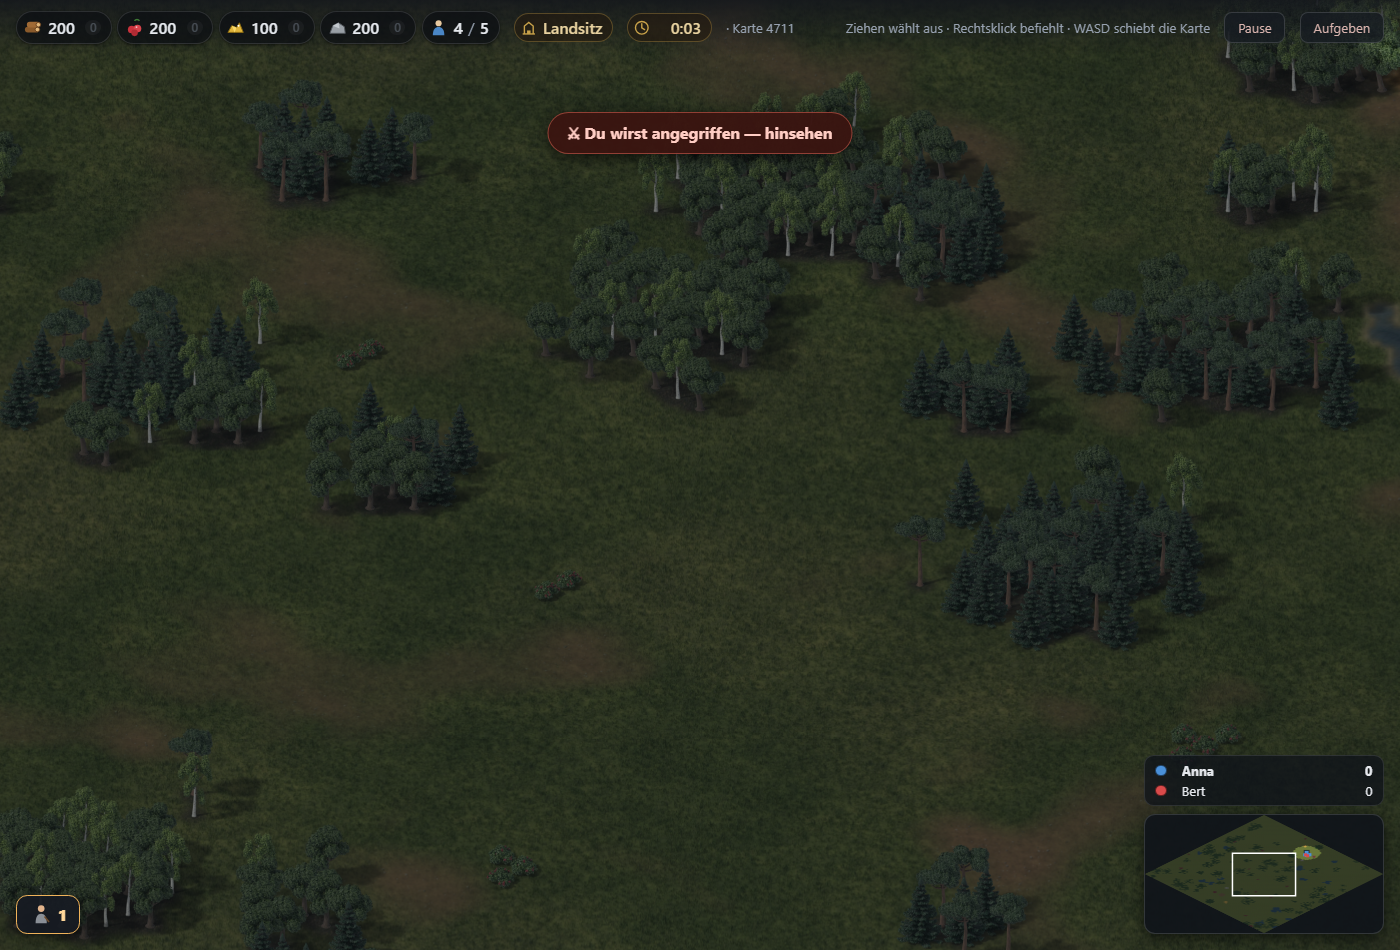 200 0 200 0 100 0 200 0 4 / 5 Landsitz 0:03 · Karte 4711 Ziehen wählt aus · Rechtsklick befiehlt · WASD schiebt die Karte Pause Aufgeben
⚔ Du wirst angegriffen — hinsehen
Anna 0
Bert 0
1